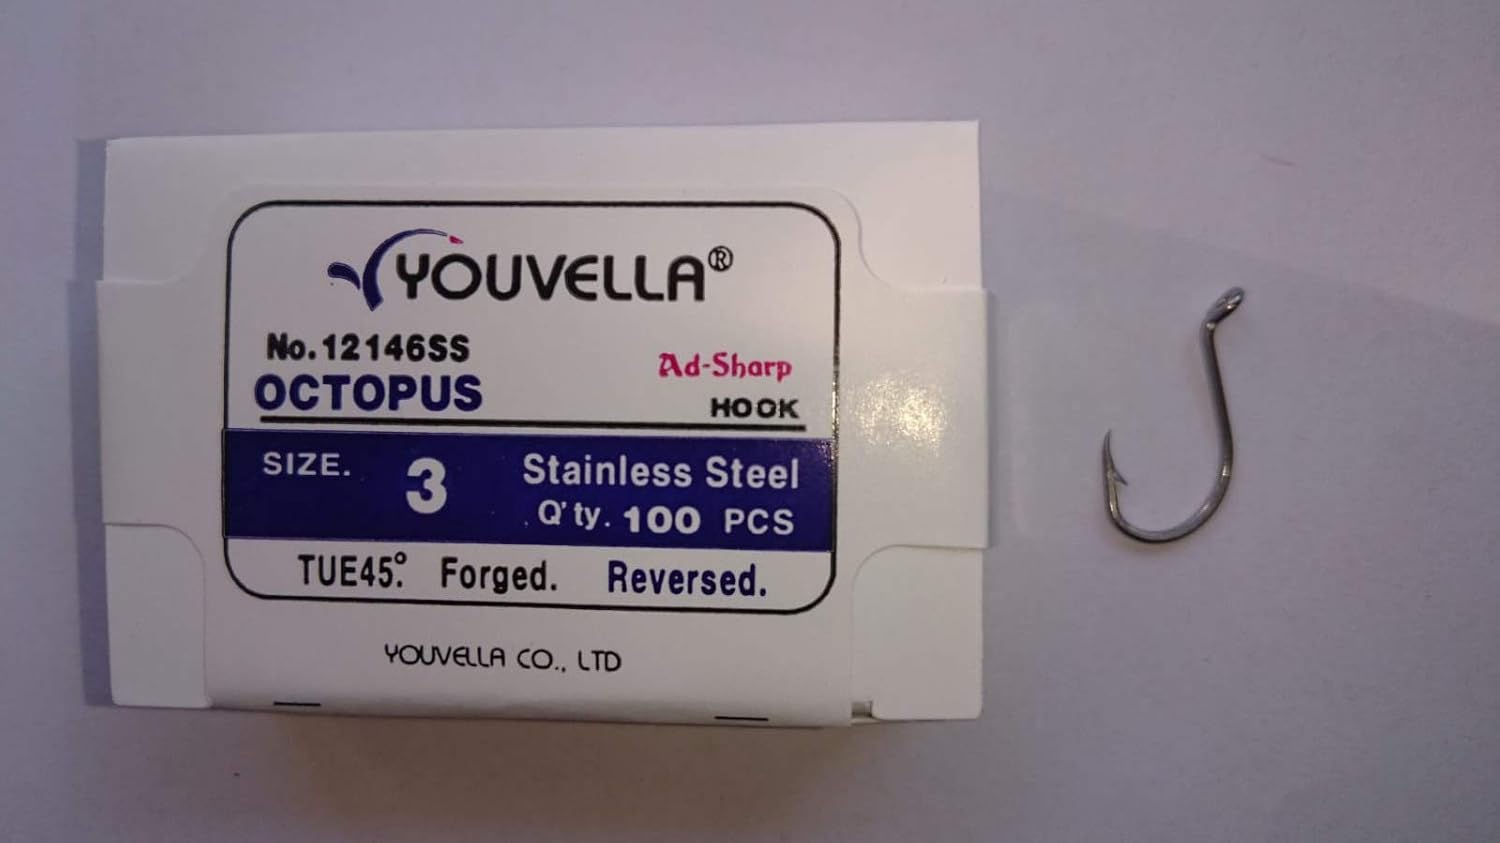 YOUVELLA®
No.12146SS
OCTOPUS
Ad-Sharp
HOOK
SIZE. 3
Stainless Steel
Q'ty. 100 PCS
TUE45°. Forged. Reversed.
YOUVELLA CO., LTD